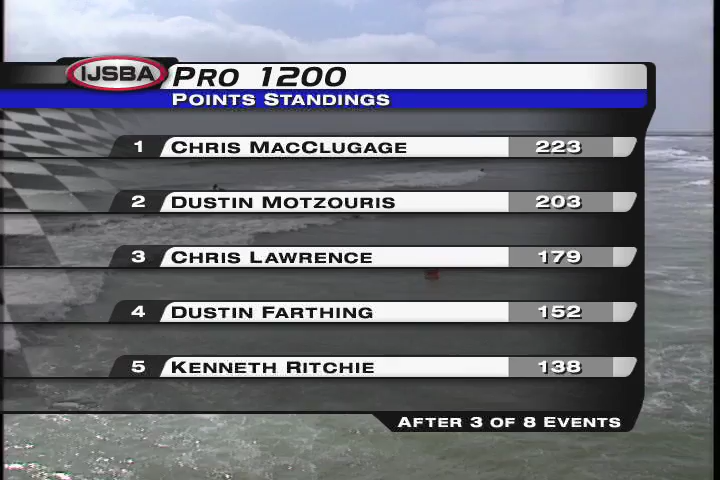 IJSBA PRO 1200
POINTS STANDINGS
1 CHRIS MACCLUGAGE 223
2 DUSTIN MOTZOURIS 203
3 CHRIS LAWRENCE 179
4 DUSTIN FARTHING 152
5 KENNETH RITCHIE 138
AFTER 3 OF 8 EVENTS